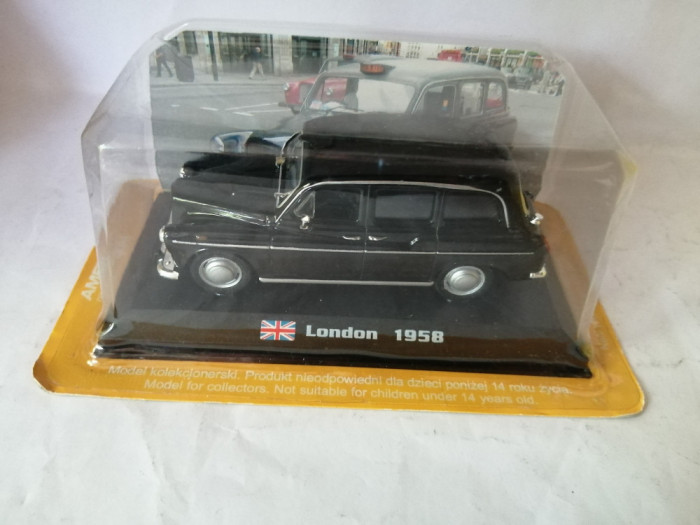 London 1958
Model kolekcjonerski. Produkt nieodpowiedni dla dzieci poniżej 14 roku życia.
Model for collectors. Not suitable for children under 14 years old.